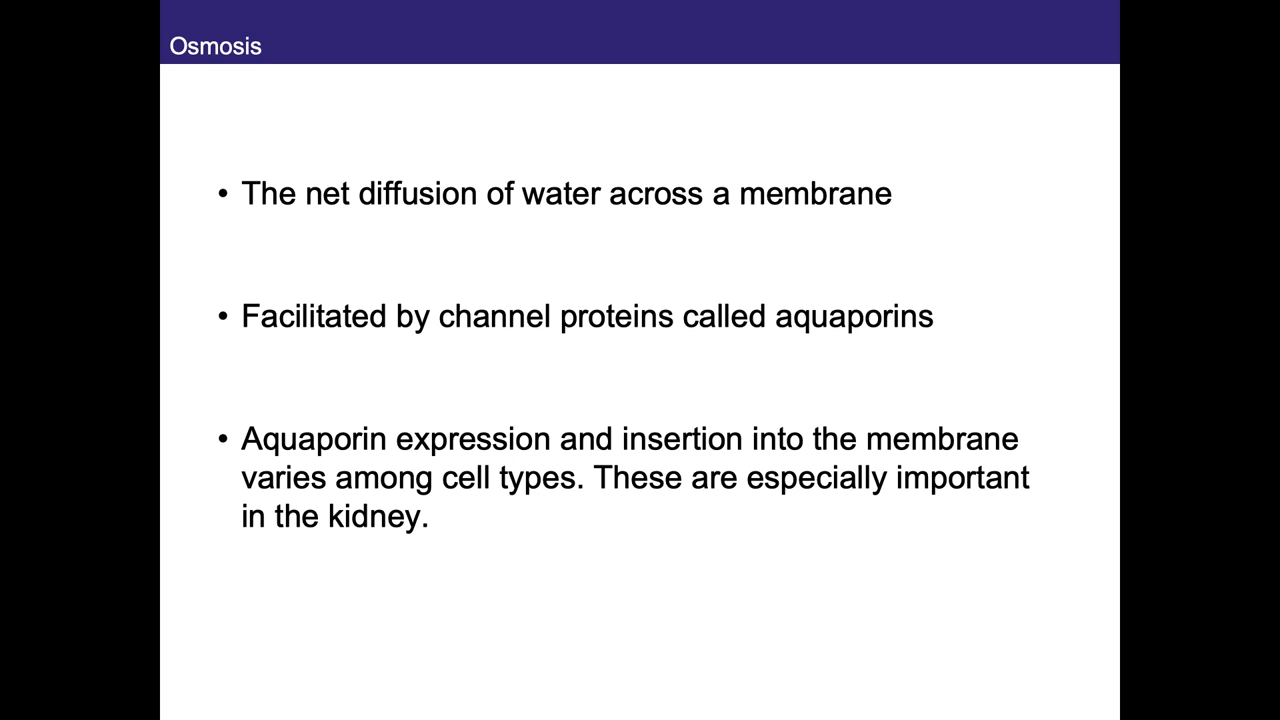 Osmosis
• The net diffusion of water across a membrane
• Facilitated by channel proteins called aquaporins
• Aquaporin expression and insertion into the membrane
varies among cell types. These are especially important
in the kidney.